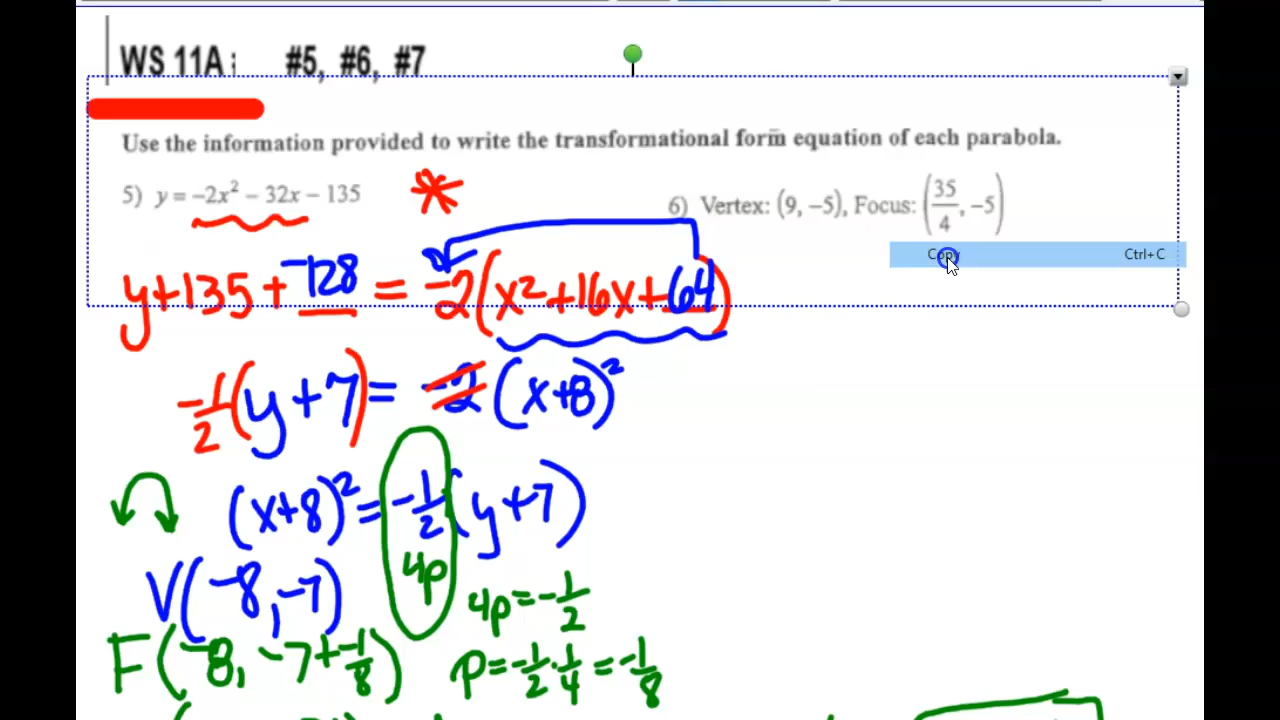 WS 11A: #5, #6, #7
Use the information provided to write the transformational form equation of each parabola.
5) y = −2x² − 32x − 135
6) Vertex: (9, −5), Focus: (35/4, −5)
Copy Ctrl+C
y+135+ −128 = −2(x²+16x+64)
−1/2(y+7)= −2(x+8)²
(x+8)²= −1/2(y+7)
4p
V(−8,−7)
4p=−1/2
F(−8, −7+−1/8)
p=−1/2·1/4=−1/8